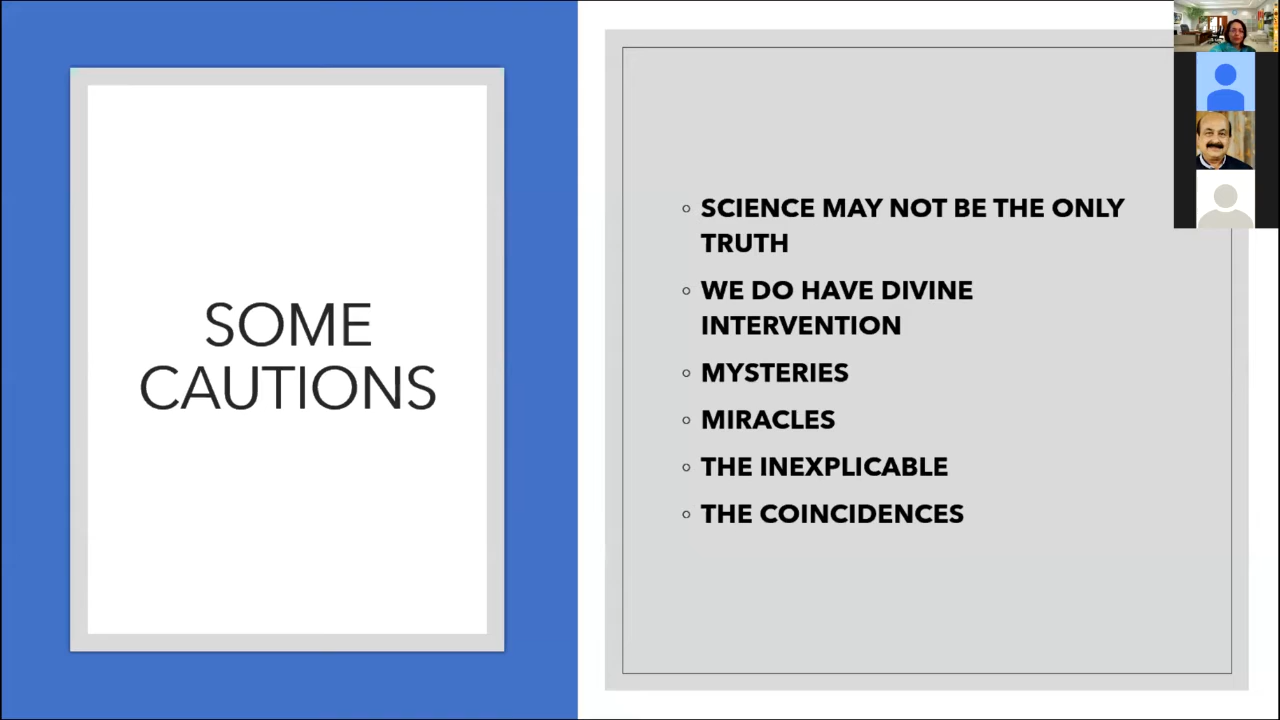 SOME
CAUTIONS
SCIENCE MAY NOT BE THE ONLY
TRUTH
WE DO HAVE DIVINE
INTERVENTION
MYSTERIES
MIRACLES
THE INEXPLICABLE
THE COINCIDENCES